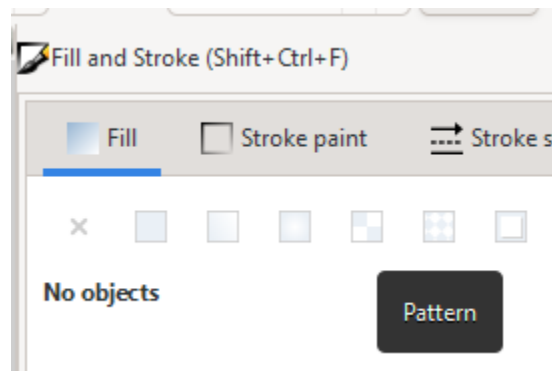 Fill and Stroke (Shift+Ctrl+F)
Fill Stroke paint Stroke s
No objects
Pattern